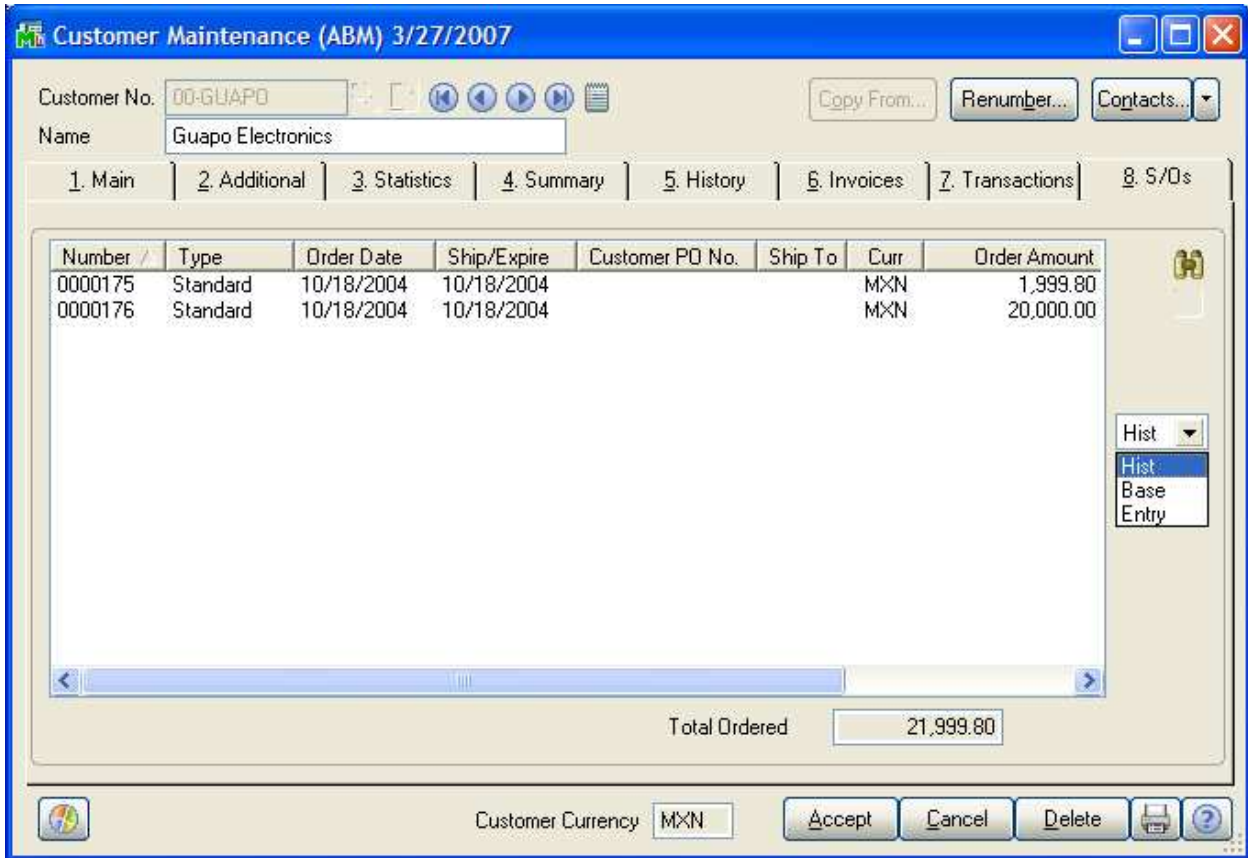 Customer Maintenance (ABM) 3/27/2007
Customer No. 00-GUAPO Copy From... Renumber... Contacts...
Name Guapo Electronics
1. Main 2. Additional 3. Statistics 4. Summary 5. History 6. Invoices 7. Transactions 8. S/Os
Number Type Order Date Ship/Expire Customer PO No. Ship To Curr Order Amount
0000175 Standard 10/18/2004 10/18/2004 MXN 1,999.80
0000176 Standard 10/18/2004 10/18/2004 MXN 20,000.00
Hist
Hist
Base
Entry
Total Ordered 21,999.80
Customer Currency MXN Accept Cancel Delete